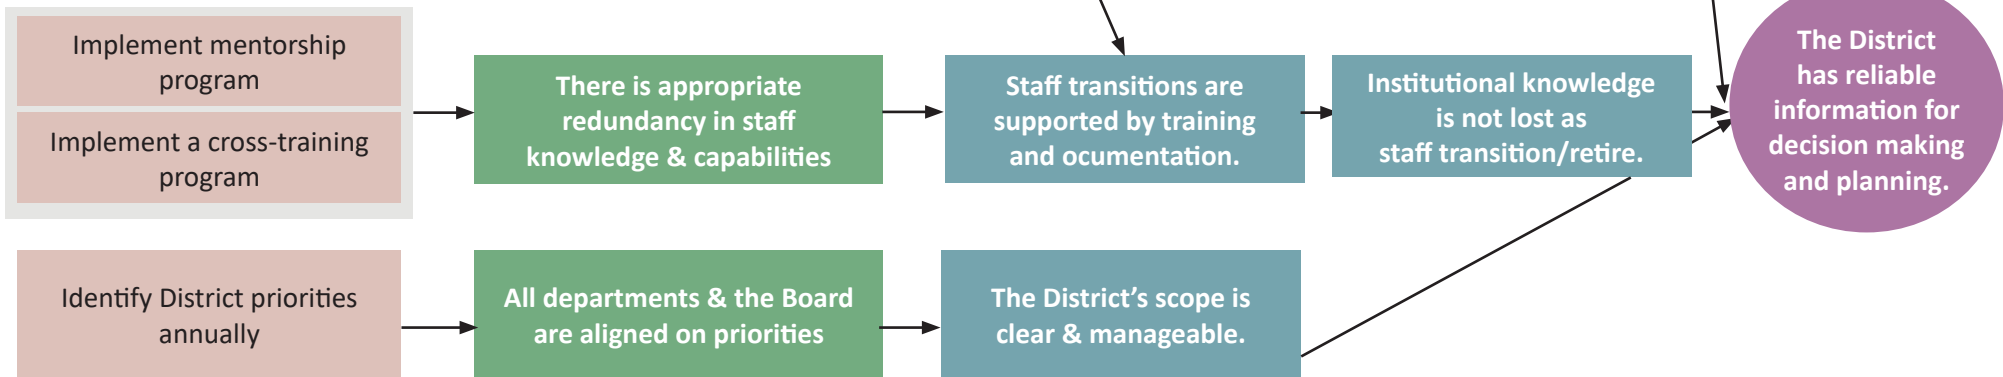 Implement mentorship
program
Implement a cross-training
program
There is appropriate
redundancy in staff
knowledge & capabilities
Staff transitions are
supported by training
and ocumentation.
Institutional knowledge
is not lost as
staff transition/retire.
The District
has reliable
information for
decision making
and planning.
Identify District priorities
annually
All departments & the Board
are aligned on priorities
The District’s scope is
clear & manageable.